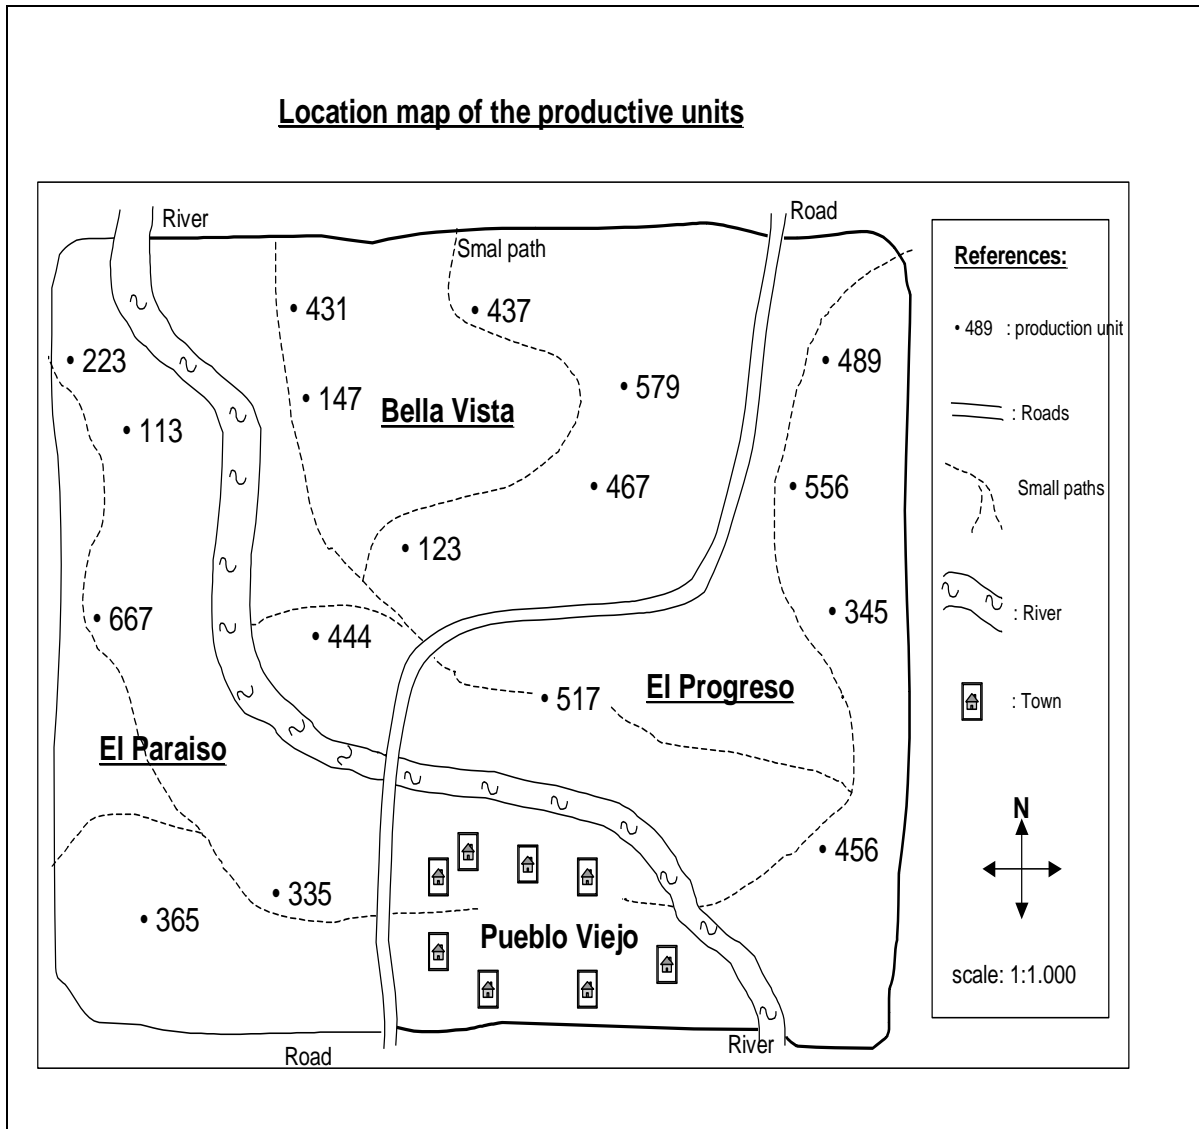 Location map of the productive units
River
Road
Smal path
• 431
• 437
• 223
• 147
• 579
• 489
Bella Vista
• 113
• 467
• 556
• 123
• 667
• 444
• 345
• 517
El Progreso
El Paraiso
• 456
• 335
• 365
Pueblo Viejo
Road
River
References:
• 489 : production unit
: Roads
Small paths
: River
: Town
N
scale: 1:1.000